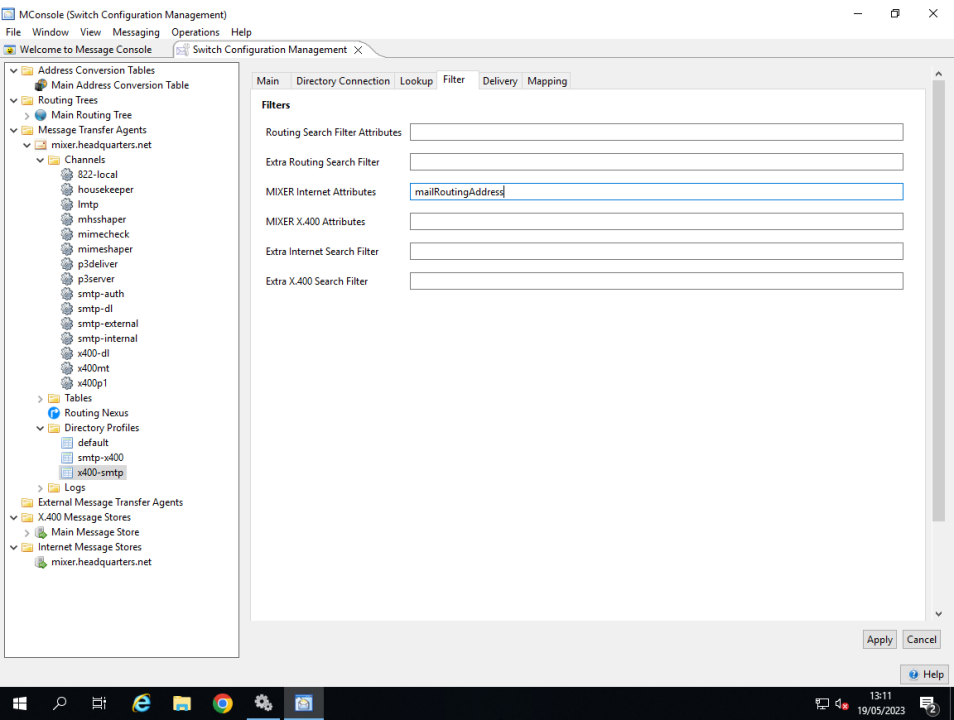 MConsole (Switch Configuration Management)
File Window View Messaging Operations Help
Welcome to Message Console
Switch Configuration Management
Address Conversion Tables
Main Address Conversion Table
Routing Trees
Main Routing Tree
Message Transfer Agents
mixer.headquarters.net
Channels
822-local
housekeeper
lmtp
mhsshaper
mimecheck
mimeshaper
p3deliver
p3server
smtp-auth
smtp-dl
smtp-external
smtp-internal
x400-dl
x400mt
x400p1
Tables
Routing Nexus
Directory Profiles
default
smtp-x400
x400-smtp
Logs
External Message Transfer Agents
X.400 Message Stores
Main Message Store
Internet Message Stores
mixer.headquarters.net
Main Directory Connection Lookup Filter Delivery Mapping
Filters
Routing Search Filter Attributes
Extra Routing Search Filter
MIXER Internet Attributes mailRoutingAddress
MIXER X.400 Attributes
Extra Internet Search Filter
Extra X.400 Search Filter
Apply Cancel
Help
13:11
19/05/2023
2